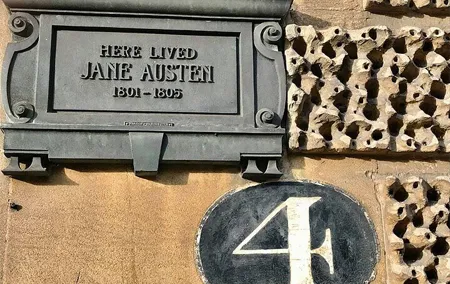 HERE LIVED
JANE AUSTEN
1801-1805
4